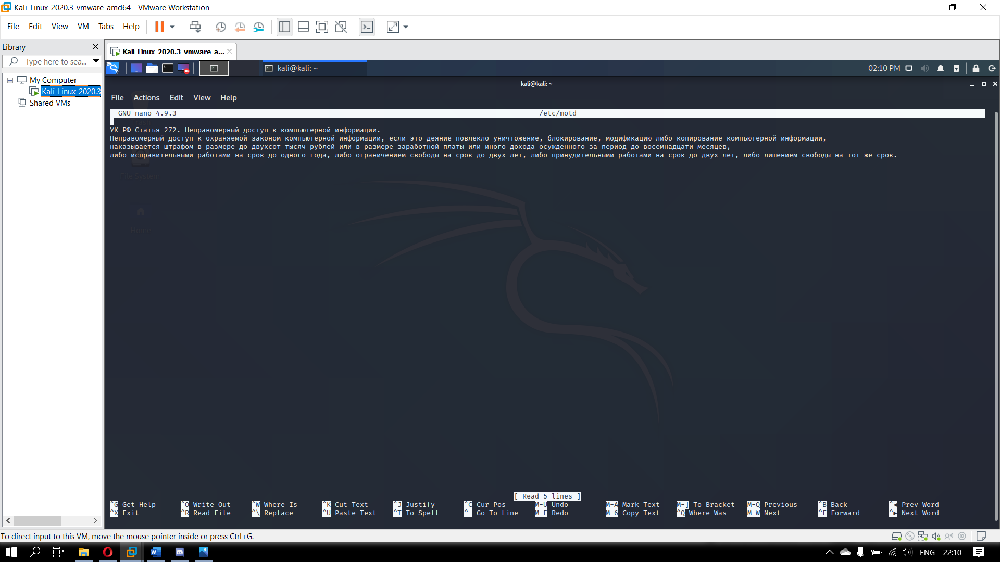 Kali-Linux-2020.3-vmware-amd64 - VMware Workstation
File Edit View VM Tabs Help
Library
Type here to sea...
My Computer
Kali-Linux-2020.3
Shared VMs
Kali-Linux-2020.3-vmware-a...
kali@kali: ~
02:10 PM
kali@kali: ~
File Actions Edit View Help
GNU nano 4.9.3 /etc/motd
УК РФ Статья 272. Неправомерный доступ к компьютерной информации.
Неправомерный доступ к охраняемой законом компьютерной информации, если это деяние повлекло уничтожение, блокирование, модификацию либо копирование компьютерной информации, -
наказывается штрафом в размере до двухсот тысяч рублей или в размере заработной платы или иного дохода осужденного за период до восемнадцати месяцев,
либо исправительными работами на срок до одного года, либо ограничением свободы на срок до двух лет, либо принудительными работами на срок до двух лет, либо лишением свободы на тот же срок.
File System
Home
[ Read 5 lines ]
^G Get Help ^O Write Out ^W Where Is ^K Cut Text ^J Justify ^C Cur Pos M-U Undo M-A Mark Text M-] To Bracket M-Q Previous ^B Back ^◂ Prev Word
^X Exit ^R Read File ^\ Replace ^U Paste Text ^T To Spell ^_ Go To Line M-E Redo M-6 Copy Text ^Q Where Was M-W Next ^F Forward ^▸ Next Word
To direct input to this VM, move the mouse pointer inside or press Ctrl+G.
ENG 22:10